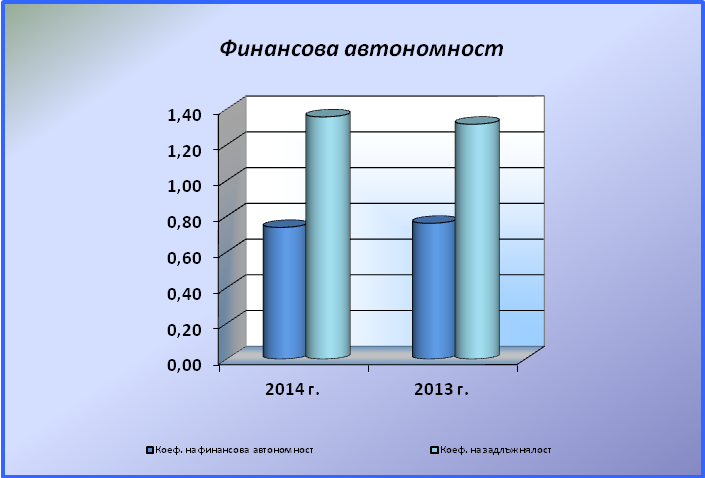 Финансова автономност
1,40
1,20
1,00
0,80
0,60
0,40
0,20
0,00
2014 г.
2013 г.
Коеф. на финансова автономност
Коеф. на задлъжнялост